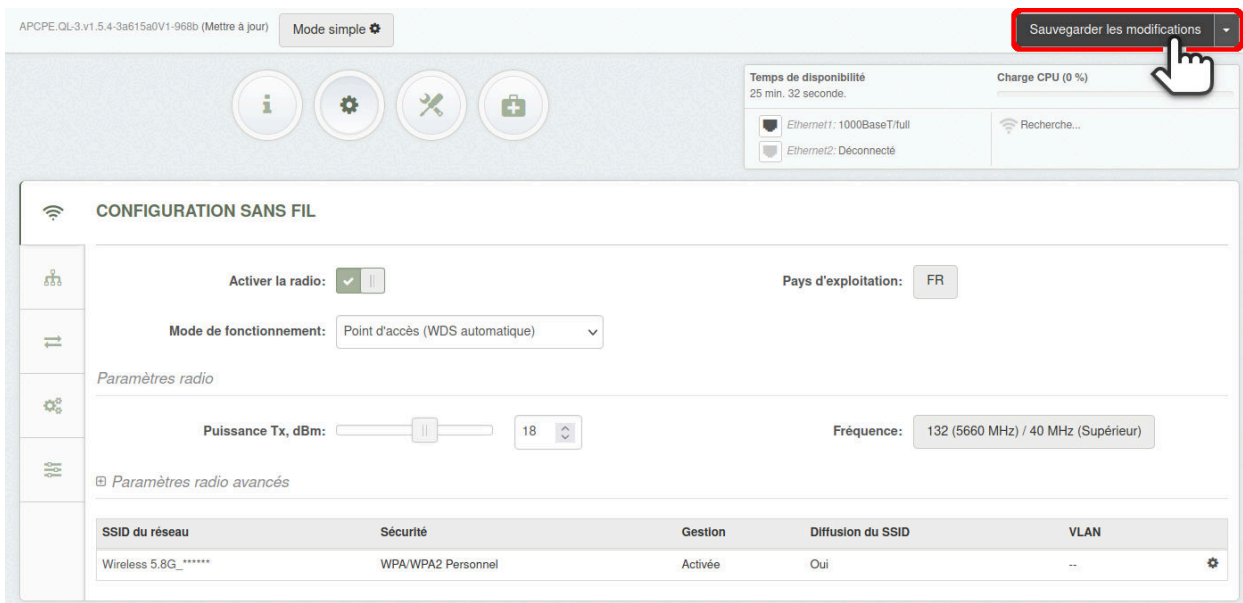 APCPE.QL-3.v1.5.4-3a615a0V1-968b (Mettre à jour)
Mode simple
Sauvegarder les modifications
Temps de disponibilité
25 min. 32 seconde.
Charge CPU (0 %)
Ethernet1: 1000BaseT/full
Ethernet2: Déconnecté
Recherche...
CONFIGURATION SANS FIL
Activer la radio:
Pays d'exploitation: FR
Mode de fonctionnement: Point d'accès (WDS automatique)
Paramètres radio
Puissance Tx, dBm: 18
Fréquence: 132 (5660 MHz) / 40 MHz (Supérieur)
Paramètres radio avancés
SSID du réseau Sécurité Gestion Diffusion du SSID VLAN
Wireless 5.8G_****** WPA/WPA2 Personnel Activée Oui --